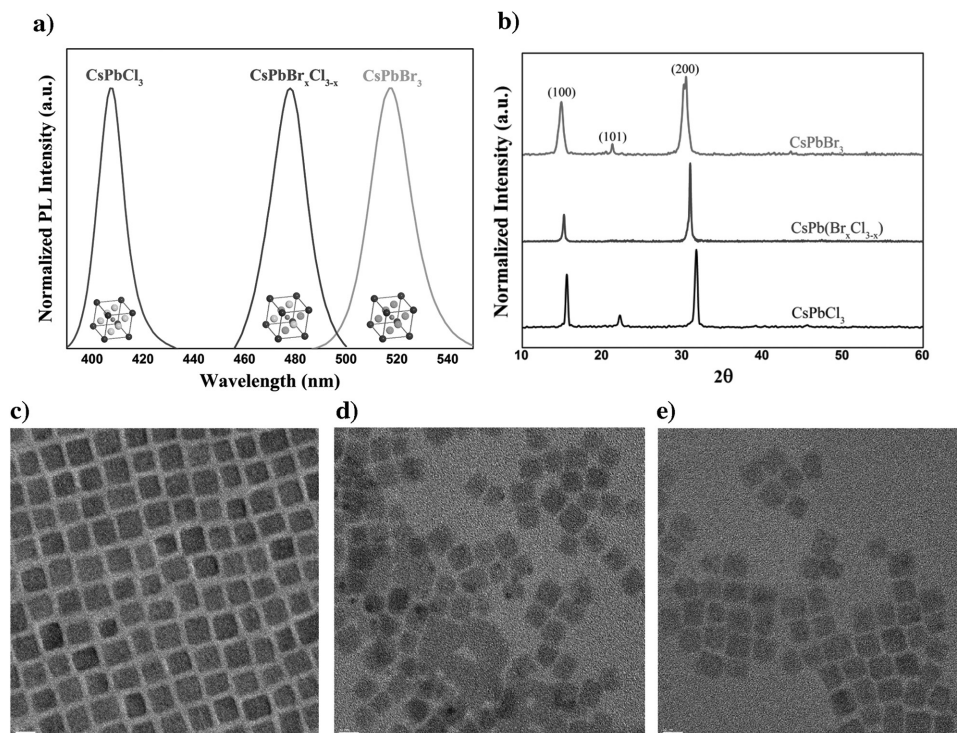 a)
CsPbCl₃
CsPbBrₓCl₃₋ₓ
CsPbBr₃
Normalized PL Intensity (a.u.)
400 420 440 460 480 500 520 540
Wavelength (nm)
b)
(100)
(101)
(200)
CsPbBr₃
CsPb(BrₓCl₃₋ₓ)
CsPbCl₃
Normalized Intensity (a.u.)
10 20 30 40 50 60
2θ
c)
d)
e)